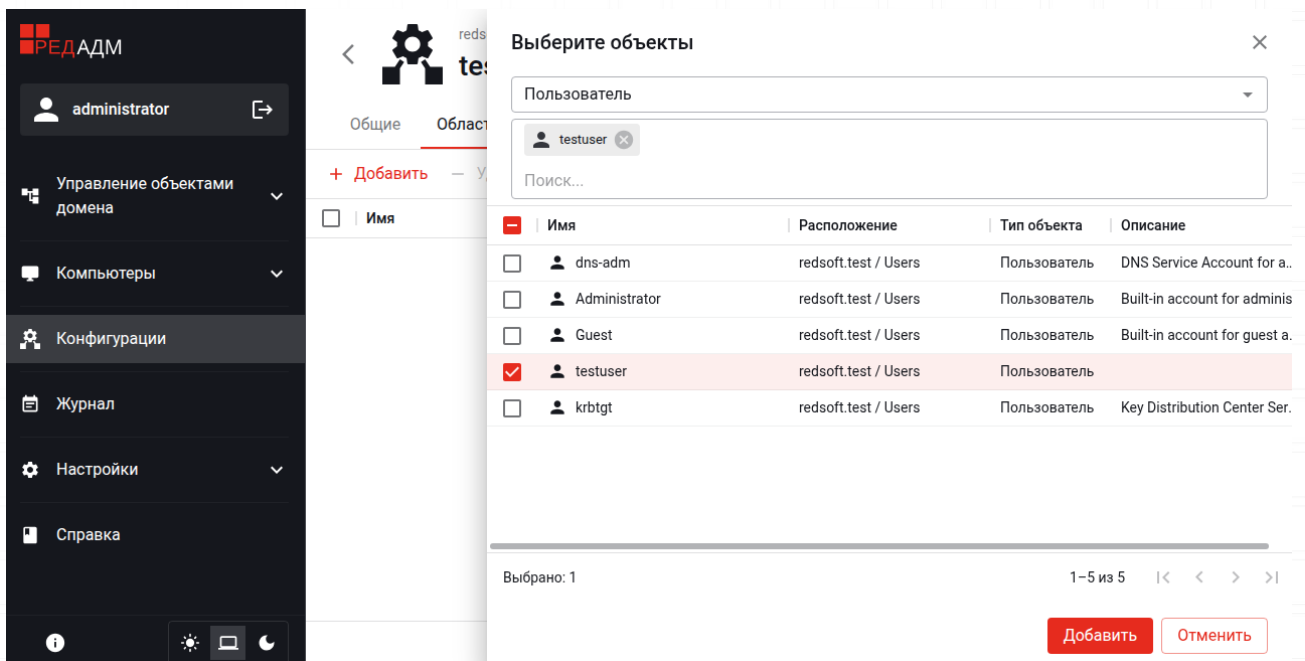 РЕДАДМ
administrator
Управление объектами
домена
Компьютеры
Конфигурации
Журнал
Настройки
Справка
Общие
+ Добавить
Имя
Выберите объекты
Пользователь
testuser
Поиск...
Имя Расположение Тип объекта Описание
dns-adm redsoft.test / Users Пользователь DNS Service Account for a..
Administrator redsoft.test / Users Пользователь Built-in account for adminis
Guest redsoft.test / Users Пользователь Built-in account for guest a.
testuser redsoft.test / Users Пользователь
krbtgt redsoft.test / Users Пользователь Key Distribution Center Ser.
Выбрано: 1
1–5 из 5
Добавить
Отменить